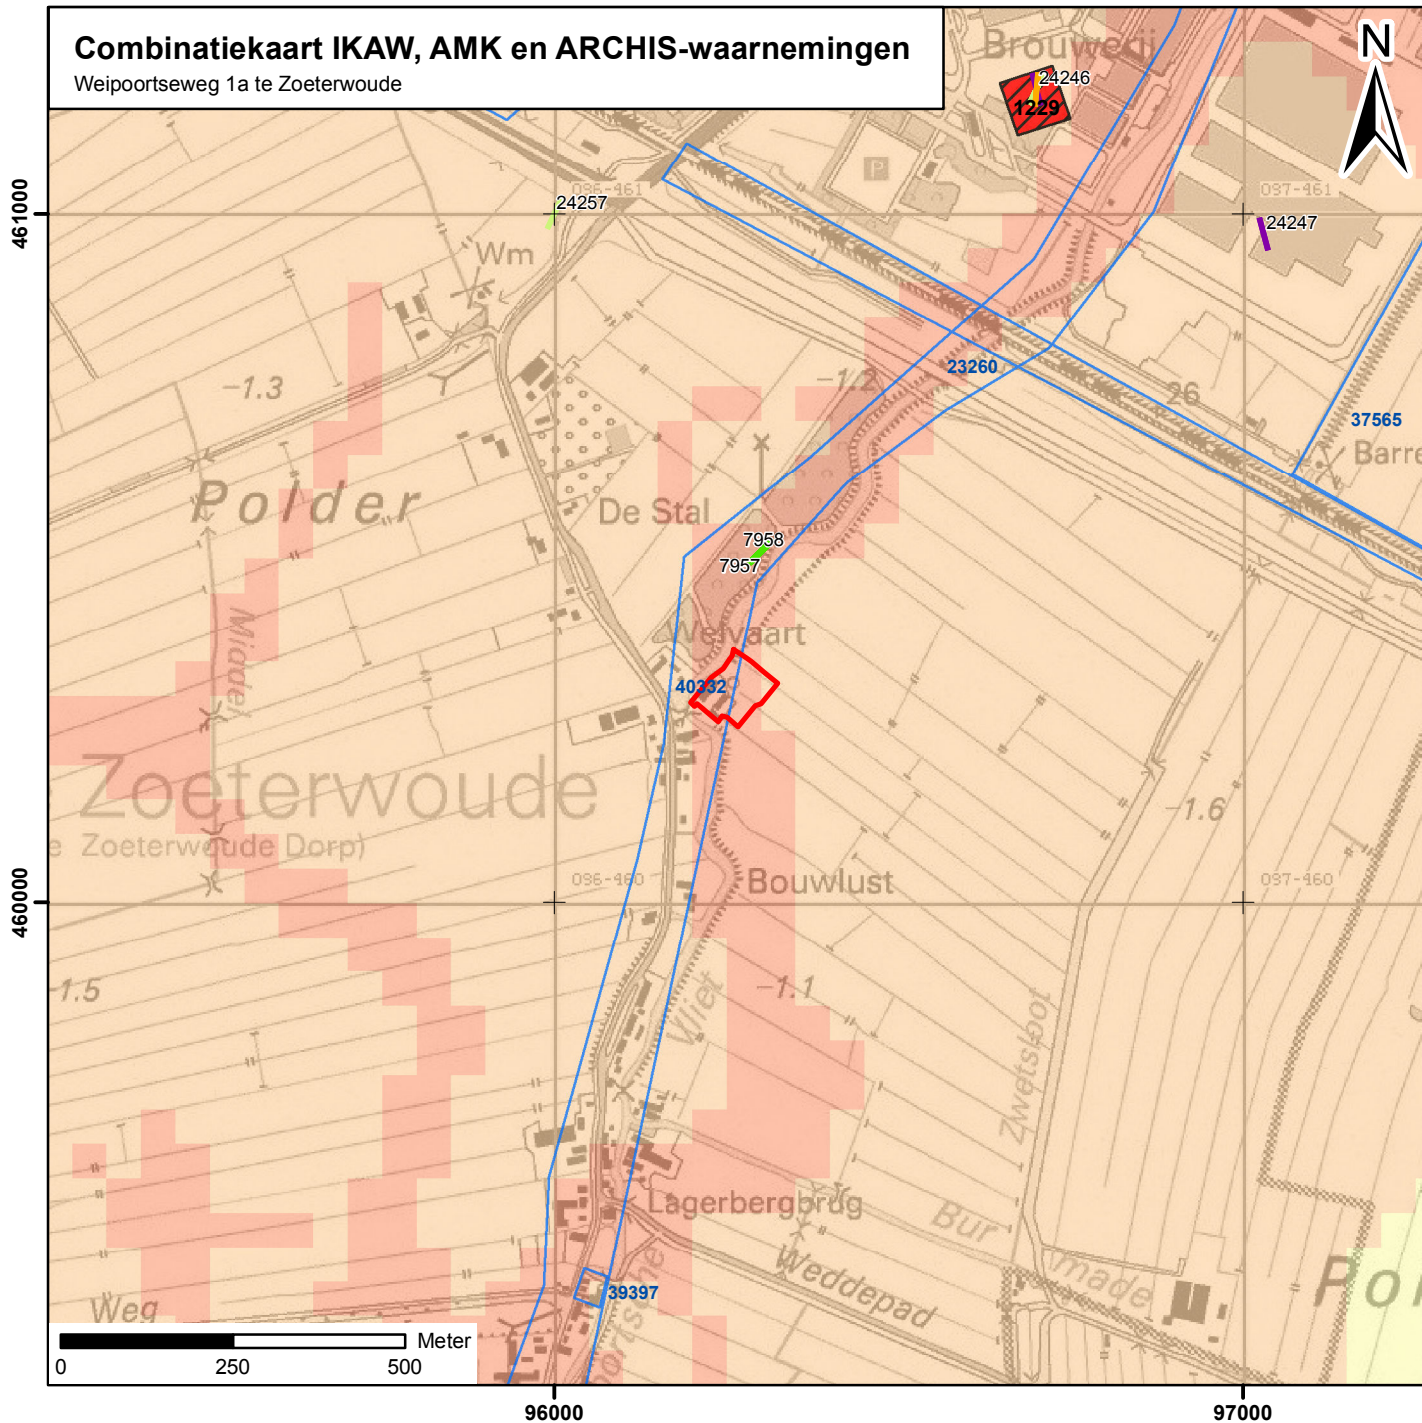 Combinatiekaart IKAW, AMK en ARCHIS-waarnemingen
Weipoortseweg 1a te Zoeterwoude
N
Brouwerij
24246
1229
P
096-461
097-461
461000
24257
24247
Wm
23260
-1.3
-1.2
26
37565
Barre
Polder
De Stal
7958
7957
Middel
Welvaart
40332
Zoeterwoude
-1.6
e Zoeterwoude Dorp)
096-460
Bouwlust
097-460
460000
-1.5
-1.1
Vliet
Zwetsloot
Lagerbergbrug
Bur
made
Weddepad
Po
39397
ortsche
Weg
Meter
0 250 500
96000 97000